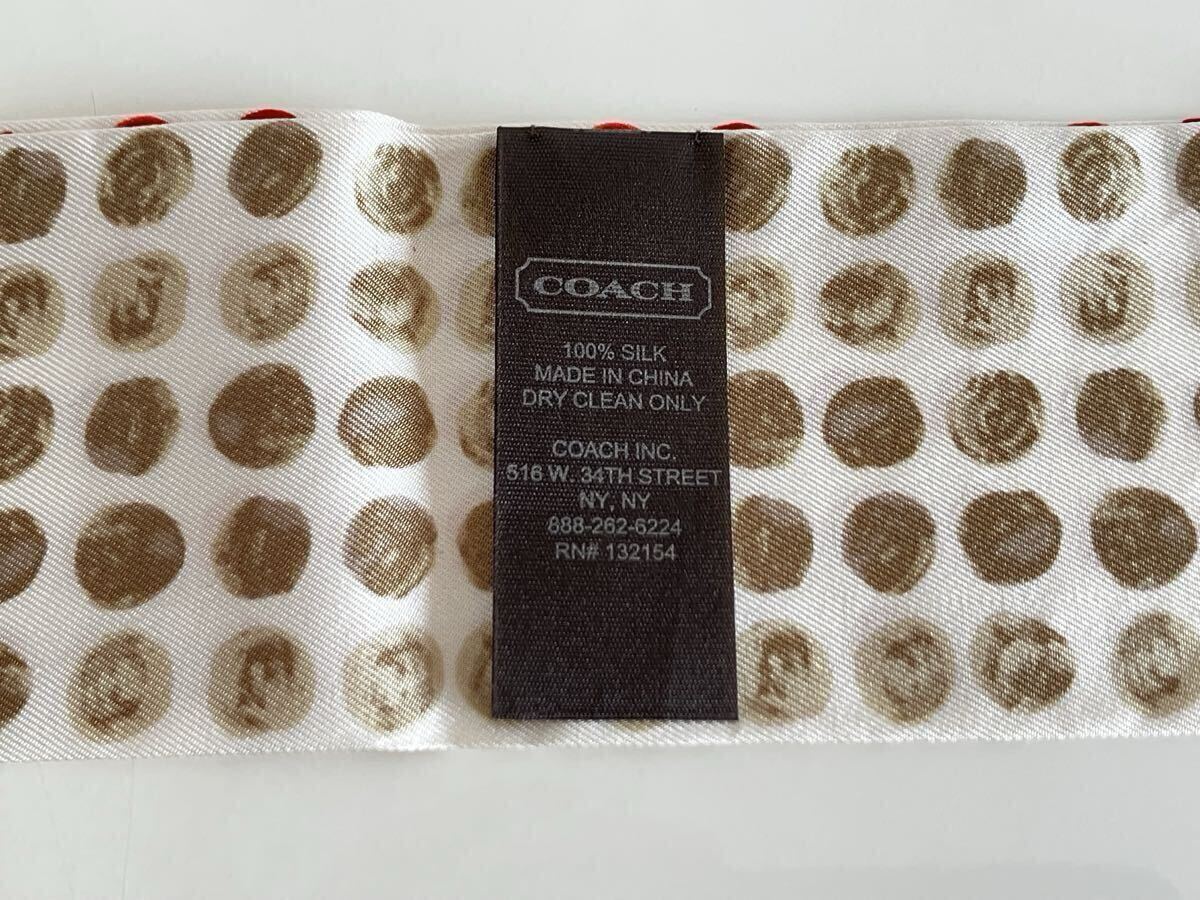 COACH
100% SILK
MADE IN CHINA
DRY CLEAN ONLY
COACH INC.
516 W. 34TH STREET
NY, NY
888-262-6224
RN# 132154